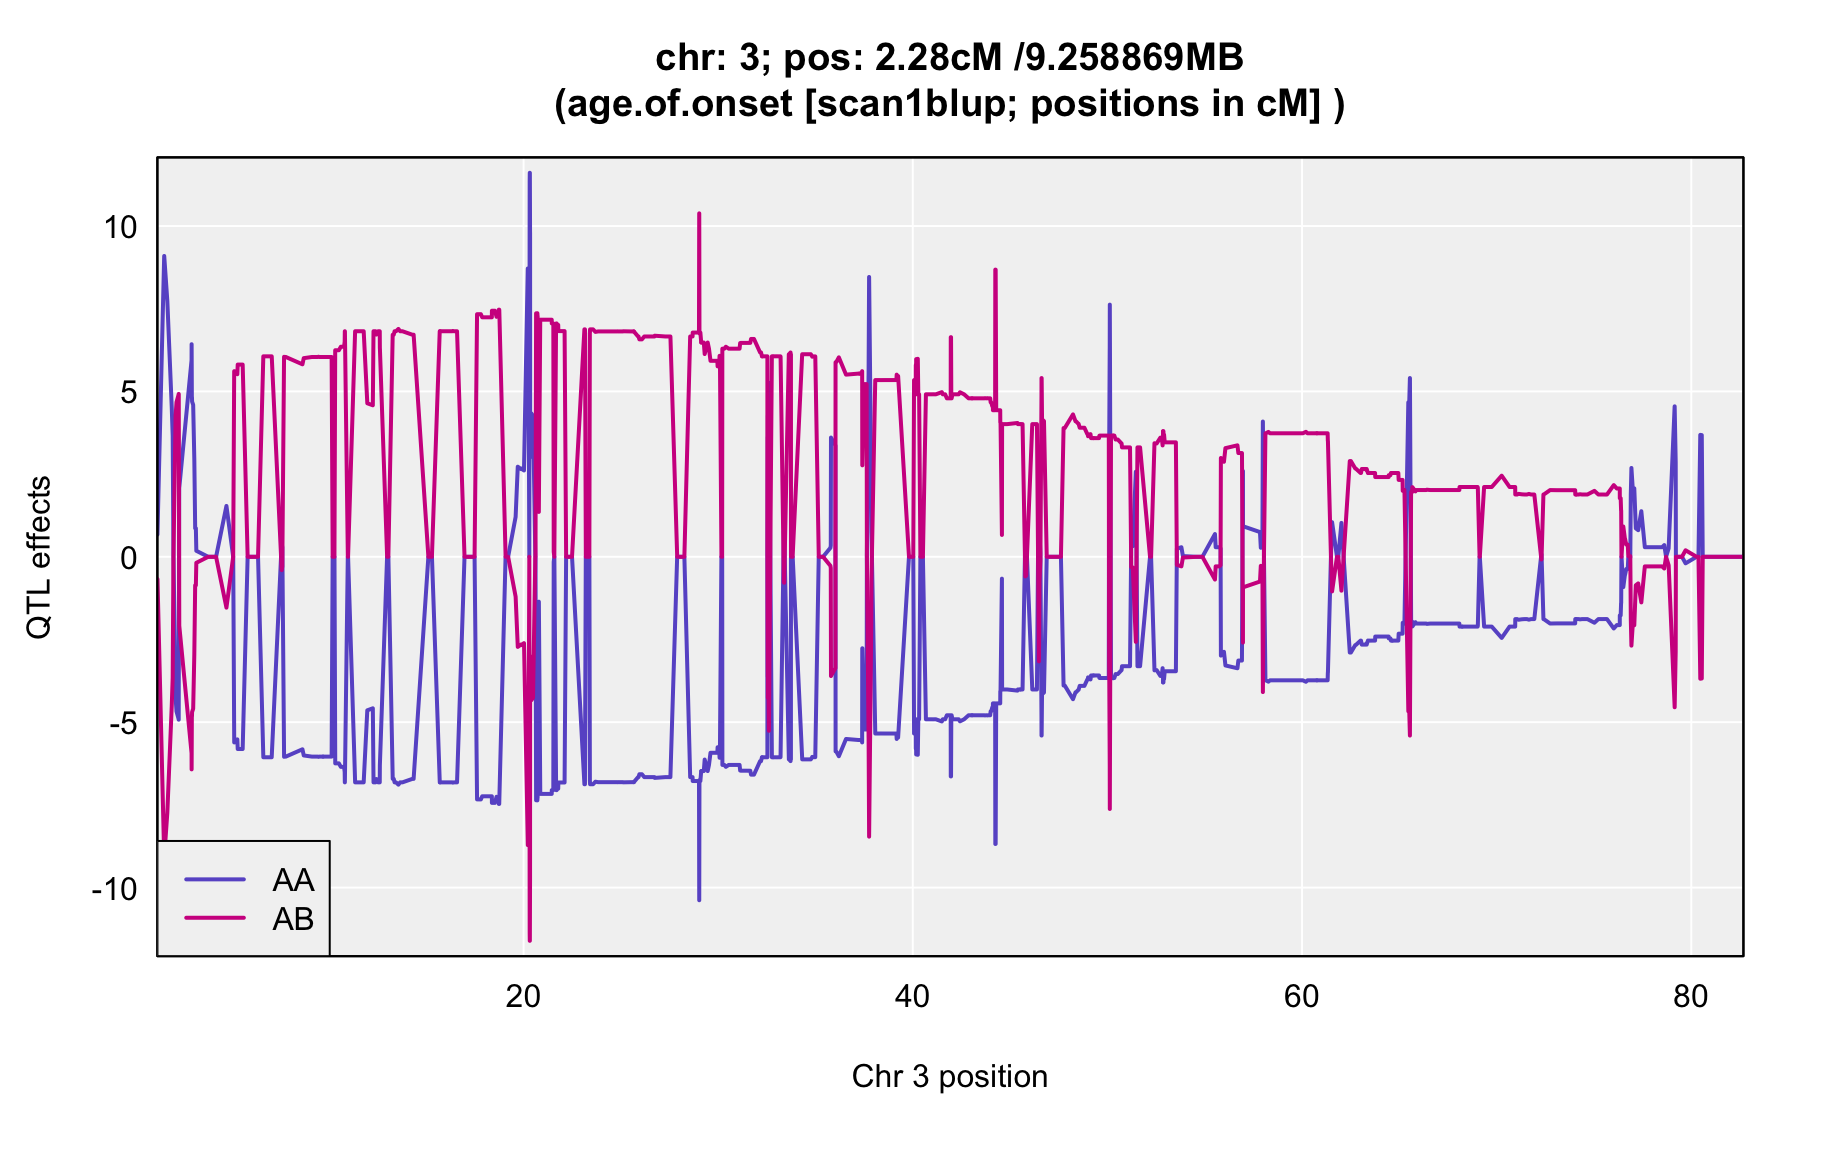 chr: 3; pos: 2.28cM /9.258869MB
(age.of.onset [scan1blup; positions in cM] )
QTL effects
10
5
0
-5
-10
AA
AB
20
40
60
80
Chr 3 position